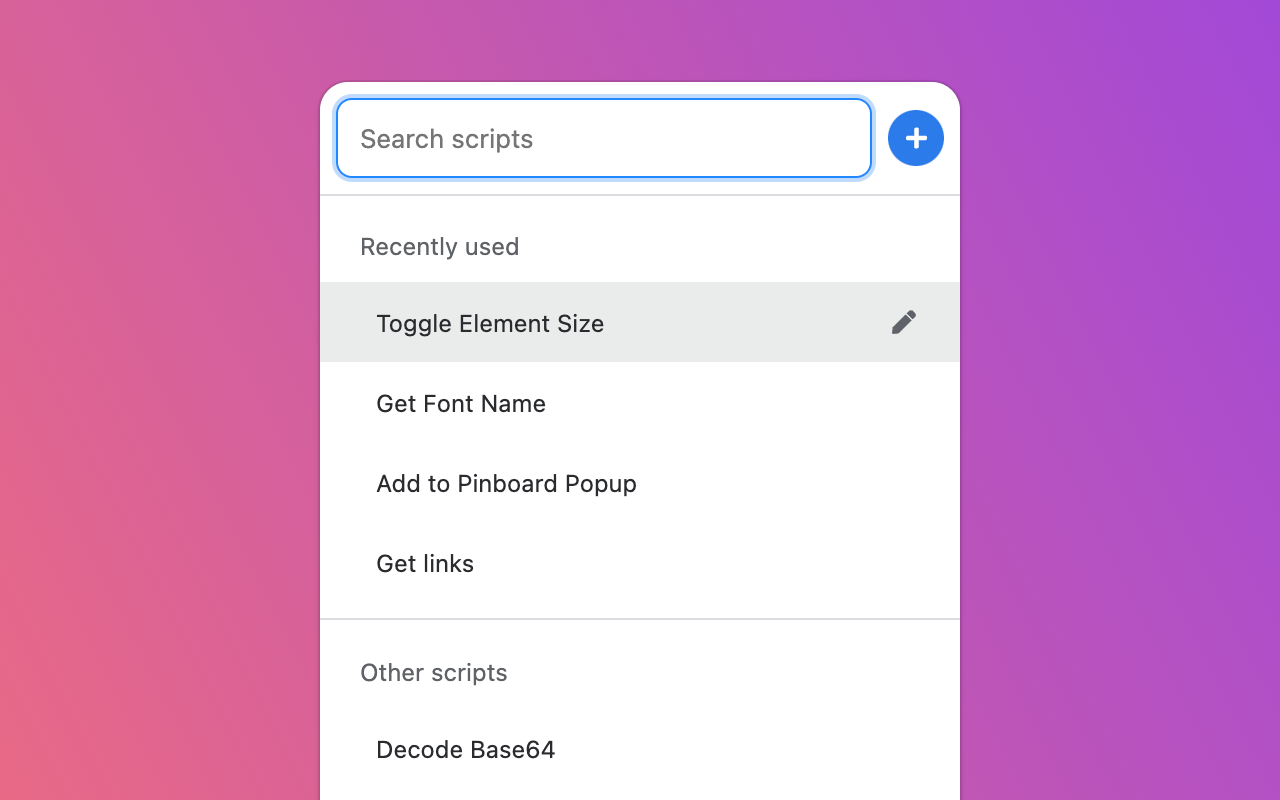 Search scripts
Recently used
Toggle Element Size
Get Font Name
Add to Pinboard Popup
Get links
Other scripts
Decode Base64